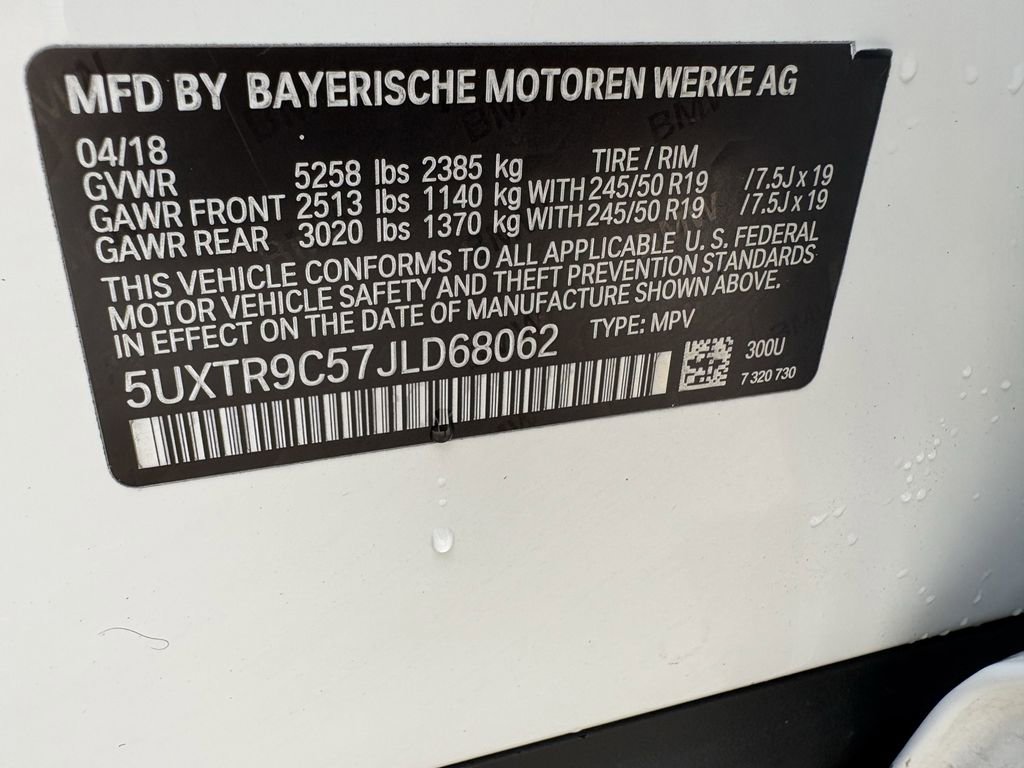 MFD BY BAYERISCHE MOTOREN WERKE AG
04/18 TIRE / RIM
GVWR 5258 lbs 2385 kg
GAWR FRONT 2513 lbs 1140 kg WITH 245/50 R19 /7.5J x 19
GAWR REAR 3020 lbs 1370 kg WITH 245/50 R19 /7.5J x 19
THIS VEHICLE CONFORMS TO ALL APPLICABLE U. S. FEDERAL
MOTOR VEHICLE SAFETY AND THEFT PREVENTION STANDARDS
IN EFFECT ON THE DATE OF MANUFACTURE SHOWN ABOVE.
5UXTR9C57JLD68062 TYPE: MPV
300U
7 320 730